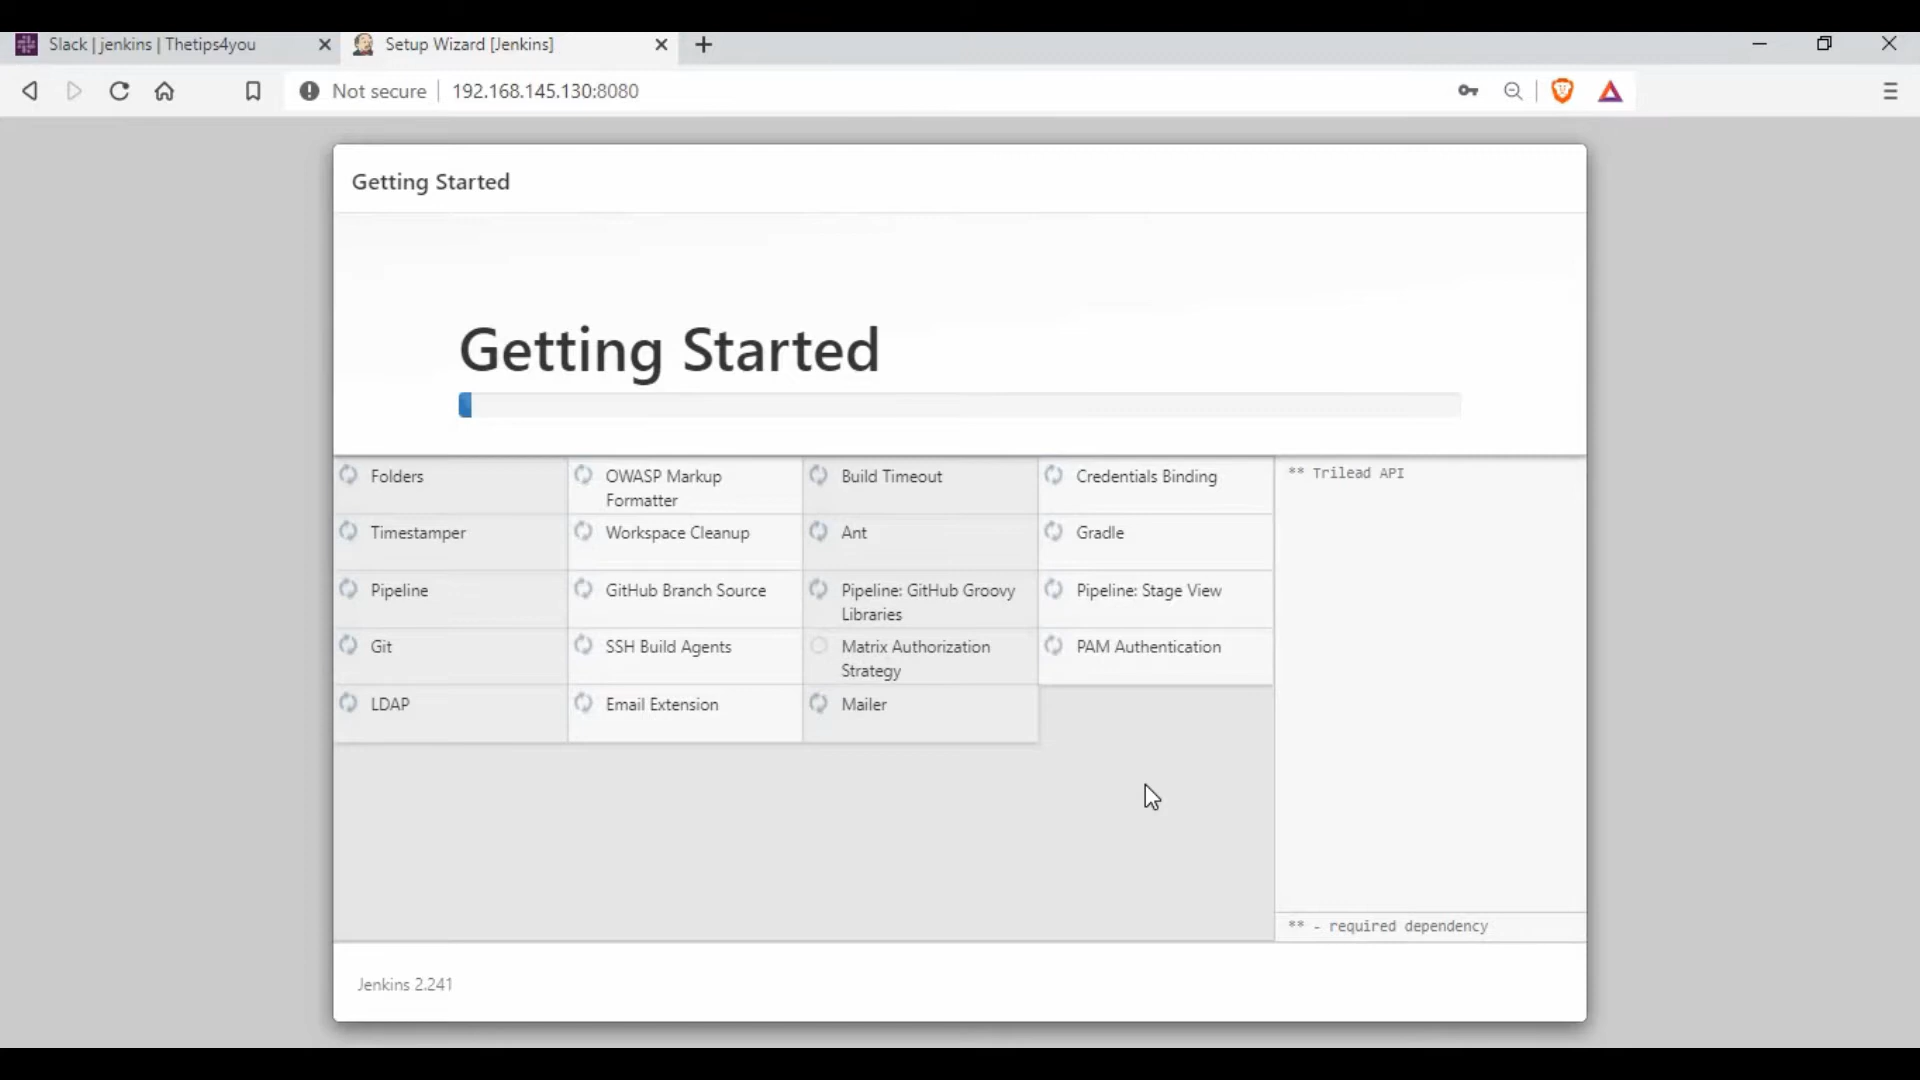 Slack | jenkins | Thetips4you
Setup Wizard [Jenkins]
Not secure
192.168.145.130:8080
Getting Started
Getting Started
Folders
OWASP Markup
Formatter
Build Timeout
Credentials Binding
** Trilead API
Timestamper
Workspace Cleanup
Ant
Gradle
Pipeline
GitHub Branch Source
Pipeline: GitHub Groovy
Libraries
Pipeline: Stage View
Git
SSH Build Agents
Matrix Authorization
Strategy
PAM Authentication
LDAP
Email Extension
Mailer
** - required dependency
Jenkins 2.241